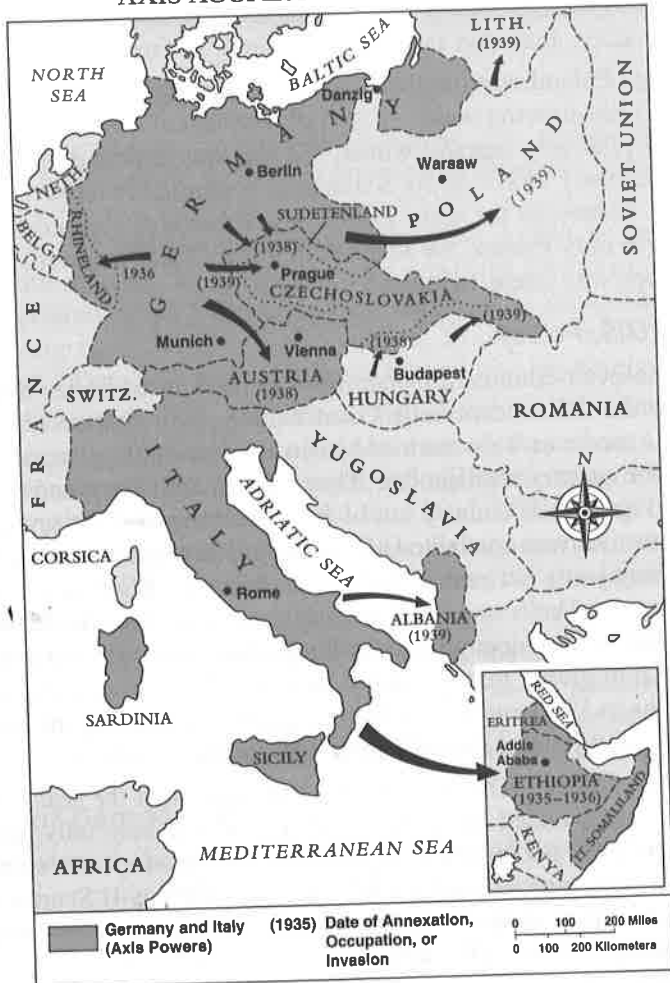 LITH.
(1939)
NORTH
SEA
BALTIC SEA
Danzig
SOVIET UNION
GERMANY
Berlin
Warsaw
POLAND
(1939)
NETH.
BELG.
RHINELAND
1936
SUDETENLAND
(1938)
(1939)
Prague
CZECHOSLOVAKIA
(1939)
(1938)
FRANCE
Munich
Vienna
AUSTRIA
(1938)
Budapest
HUNGARY
SWITZ.
ROMANIA
ITALY
YUGOSLAVIA
N
ADRIATIC SEA
CORSICA
Rome
ALBANIA
(1939)
SARDINIA
SICILY
RED SEA
ERITREA
Addis
Ababa
ETHIOPIA
(1935–1936)
IT. SOMALILAND
KENYA
AFRICA
MEDITERRANEAN SEA
Germany and Italy
(Axis Powers)
(1935) Date of Annexation,
Occupation, or
Invasion
0 100 200 Miles
0 100 200 Kilometers